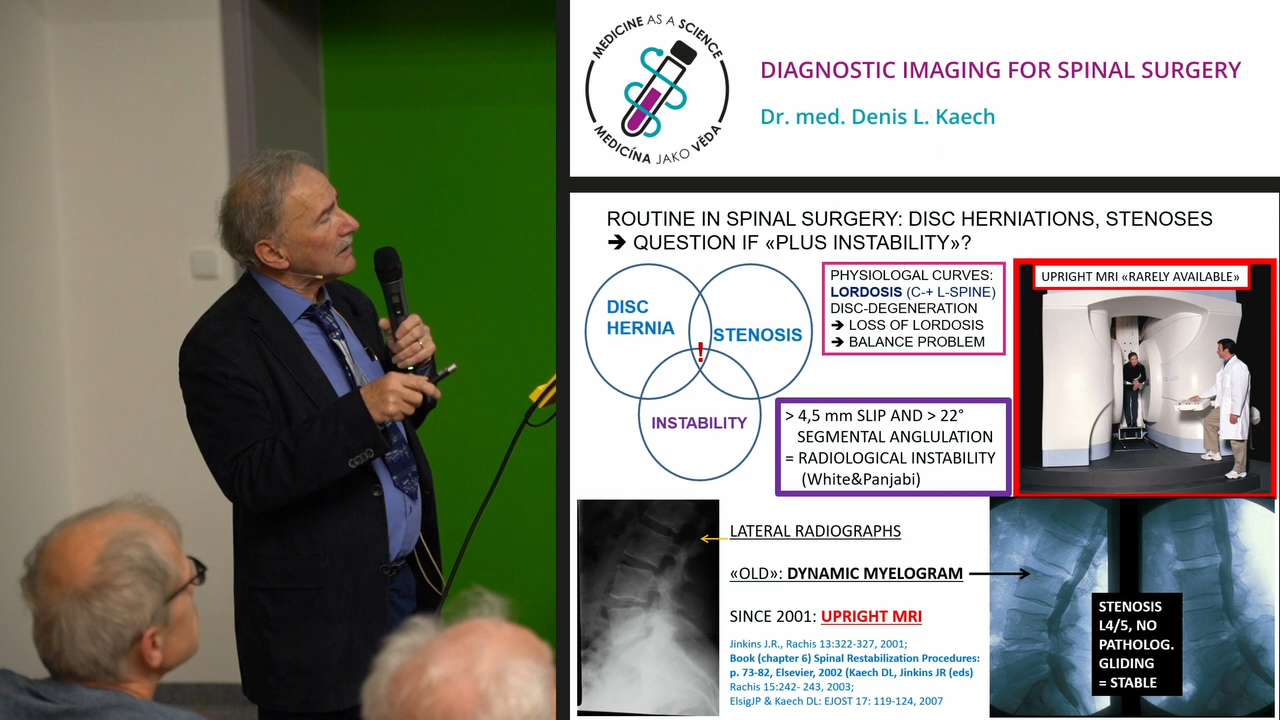 MEDICINE AS A SCIENCE
MEDICÍNA JAKO VĚDA
DIAGNOSTIC IMAGING FOR SPINAL SURGERY
Dr. med. Denis L. Kaech
ROUTINE IN SPINAL SURGERY: DISC HERNIATIONS, STENOSES
➔ QUESTION IF «PLUS INSTABILITY»?
DISC
HERNIA
STENOSIS
!
INSTABILITY
PHYSIOLOGAL CURVES:
LORDOSIS (C-+ L-SPINE)
DISC-DEGENERATION
➔ LOSS OF LORDOSIS
➔ BALANCE PROBLEM
UPRIGHT MRI «RARELY AVAILABLE»
> 4,5 mm SLIP AND > 22°
SEGMENTAL ANGLULATION
= RADIOLOGICAL INSTABILITY
(White&Panjabi)
LATERAL RADIOGRAPHS
«OLD»: DYNAMIC MYELOGRAM
SINCE 2001: UPRIGHT MRI
Jinkins J.R., Rachis 13:322-327, 2001;
Book (chapter 6) Spinal Restabilization Procedures:
p. 73-82, Elsevier, 2002 (Kaech DL, Jinkins JR (eds)
Rachis 15:242- 243, 2003;
ElsigJP & Kaech DL: EJOST 17: 119-124, 2007
STENOSIS
L4/5, NO
PATHOLOG.
GLIDING
= STABLE